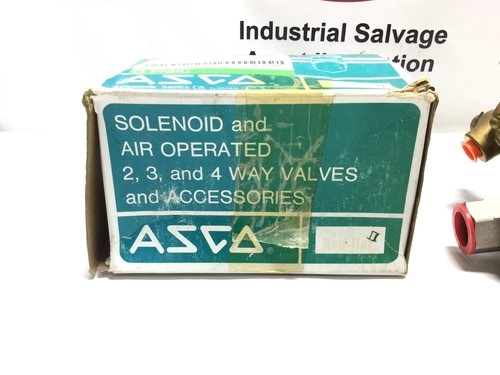 Industrial Salvage
ASCO
SOLENOID and
AIR OPERATED
2, 3, and 4 WAY VALVES
and ACCESSORIES
ASCO